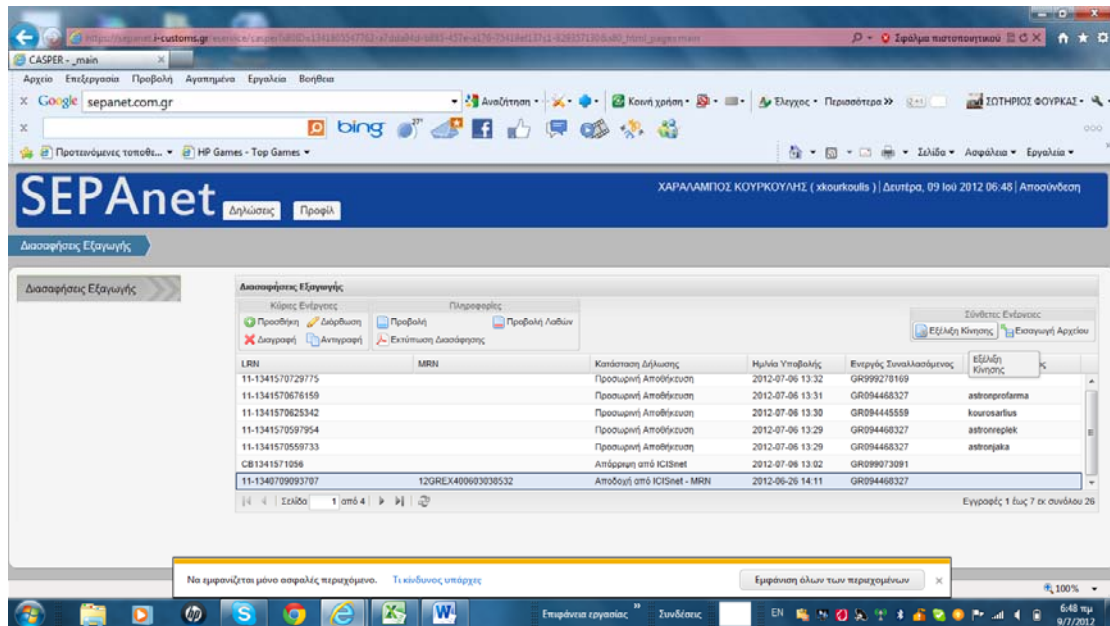 CASPER - _main
Σφάλμα πιστοποιητικού
Αρχείο Επεξεργασία Προβολή Αγαπημένα Εργαλεία Βοήθεια
Google sepanet.com.gr Αναζήτηση Κοινή χρήση Έλεγχος Περισσότερα » ΣΩΤΗΡΙΟΣ ΦΟΥΡΚΑΣ
bing
Προτεινόμενες τοποθε... HP Games - Top Games Σελίδα Ασφάλεια Εργαλεία
SEPAnet Δηλώσεις Προφίλ ΧΑΡΑΛΑΜΠΟΣ ΚΟΥΡΚΟΥΛΗΣ ( xkourkoulis ) | Δευτέρα, 09 Ιού 2012 06:48 | Αποσύνδεση
Διασαφήσεις Εξαγωγής
Διασαφήσεις Εξαγωγής
Διασαφήσεις Εξαγωγής
Κύριες Ενέργειες Πληροφορίες Σύνθετες Ενέργειες
Προσθήκη Διόρθωση Προβολή Προβολή Λαθών Εξέλιξη Κίνησης Εισαγωγή Αρχείου
Διαγραφή Αντιγραφή Εκτύπωση Διασάφησης
LRN MRN Κατάσταση Δήλωσης Ημ/νία Υποβολής Ενεργός Συναλλασόμενος
Εξέλιξη
Κίνησης
11-1341570729775 Προσωρινή Αποθήκευση 2012-07-06 13:32 GR999278169
11-1341570676159 Προσωρινή Αποθήκευση 2012-07-06 13:31 GR094468327 astronprofarma
11-1341570625342 Προσωρινή Αποθήκευση 2012-07-06 13:30 GR094445559 kourosartius
11-1341570597954 Προσωρινή Αποθήκευση 2012-07-06 13:29 GR094468327 astronreplek
11-1341570559733 Προσωρινή Αποθήκευση 2012-07-06 13:29 GR094468327 astronjaka
CB1341571056 Απόρριψη από ICISnet 2012-07-06 13:02 GR099073091
11-1340709093707 12GREX400603038532 Αποδοχή από ICISnet - MRN 2012-06-26 14:11 GR094468327
Σελίδα 1 από 4 Εγγραφές 1 έως 7 εκ συνόλου 26
Να εμφανίζεται μόνο ασφαλές περιεχόμενο. Τι κίνδυνος υπάρχει; Εμφάνιση όλων των περιεχομένων
100%
Επιφάνεια εργασίας » Συνδέσεις EN 6:48 πμ
9/7/2012